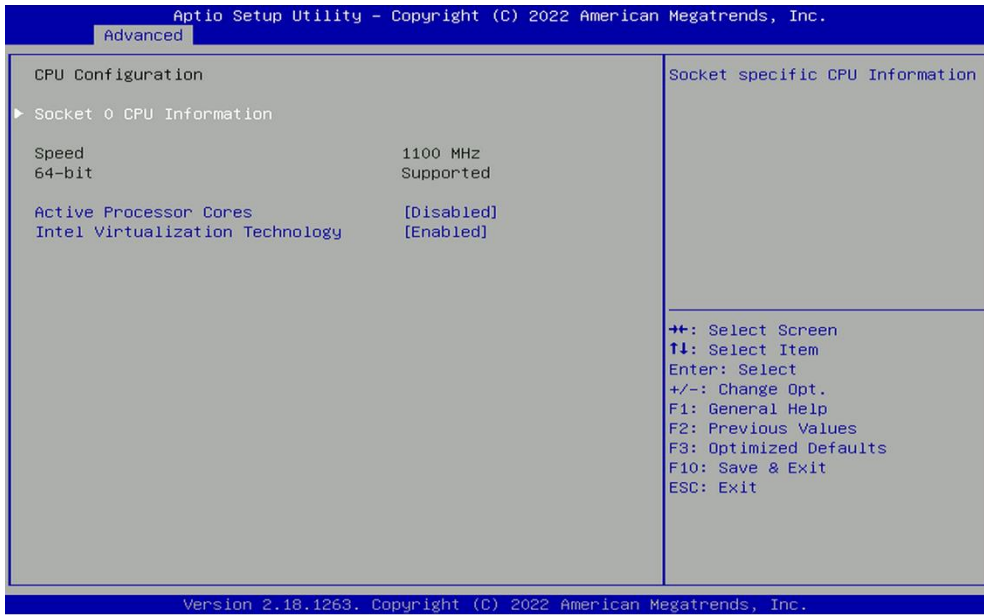 Aptio Setup Utility – Copyright (C) 2022 American Megatrends, Inc.
Advanced
CPU Configuration
Socket 0 CPU Information
Speed 1100 MHz
64-bit Supported
Active Processor Cores [Disabled]
Intel Virtualization Technology [Enabled]
Socket specific CPU Information
→←: Select Screen
↑↓: Select Item
Enter: Select
+/-: Change Opt.
F1: General Help
F2: Previous Values
F3: Optimized Defaults
F10: Save & Exit
ESC: Exit
Version 2.18.1263. Copyright (C) 2022 American Megatrends, Inc.